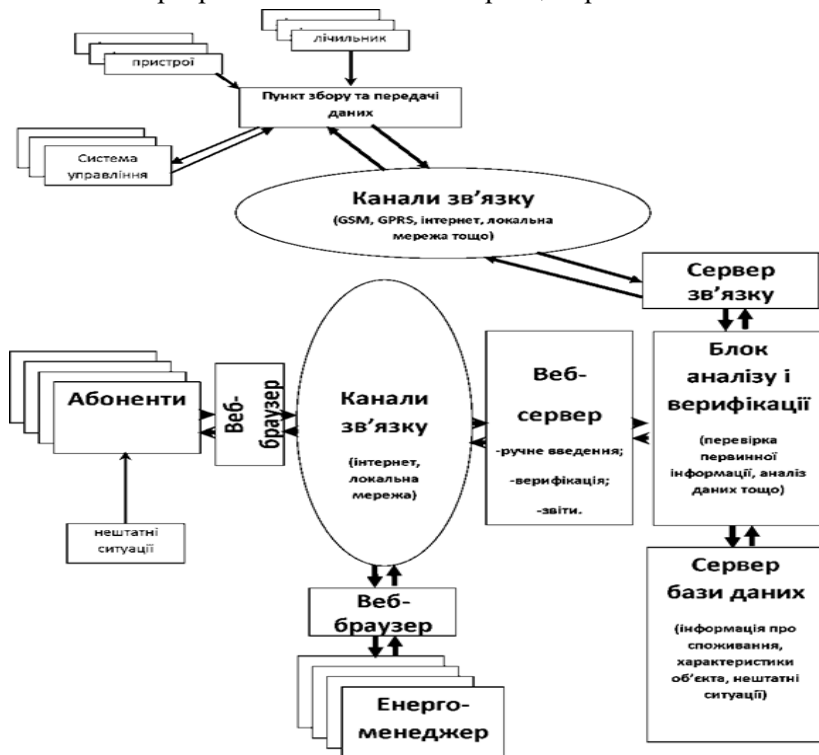 лічильник
пристрої
Пункт збору та передачі
даних
Система
управління
Канали зв’язку
(GSM, GPRS, інтернет, локальна
мережа тощо)
Сервер
зв’язку
Абоненти
Веб-
браузер
Канали
зв’язку
(інтернет,
локальна
мережа)
Веб-
сервер
-ручне введення;
-верифікація;
-звіти.
Блок
аналізу і
верифікації
(перевірка
первинної
інформації, аналіз
даних тощо)
нештатні
ситуації
Веб-
браузер
Енерго-
менеджер
Сервер
бази даних
(інформація про
споживання,
характеристики
об’єкта, нештатні
ситуації)